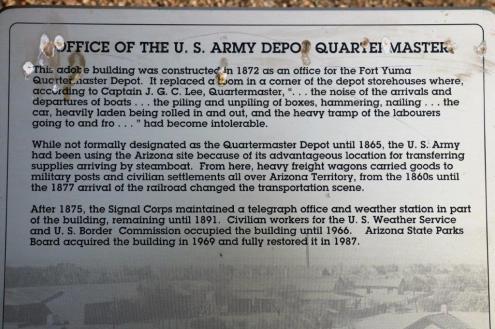 OFFICE OF THE U. S. ARMY DEPOT QUARTERMASTER
This adobe building was constructed in 1872 as an office for the Fort Yuma
Quartermaster Depot. It replaced a room in a corner of the depot storehouses where,
according to Captain J. G. C. Lee, Quartermaster, ". . . the noise of the arrivals and
departures of boats . . . the piling and unpiling of boxes, hammering, nailing . . . the
car, heavily laden being rolled in and out, and the heavy tramp of the labourers
going to and fro . . . " had become intolerable.
While not formally designated as the Quartermaster Depot until 1865, the U. S. Army
had been using the Arizona site because of its advantageous location for transferring
supplies arriving by steamboat. From here, heavy freight wagons carried goods to
military posts and civilian settlements all over Arizona Territory, from the 1860s until
the 1877 arrival of the railroad changed the transportation scene.
After 1875, the Signal Corps maintained a telegraph office and weather station in part
of the building, remaining until 1891. Civilian workers for the U. S. Weather Service
and U. S. Border Commission occupied the building until 1966. Arizona State Parks
Board acquired the building in 1969 and fully restored it in 1987.